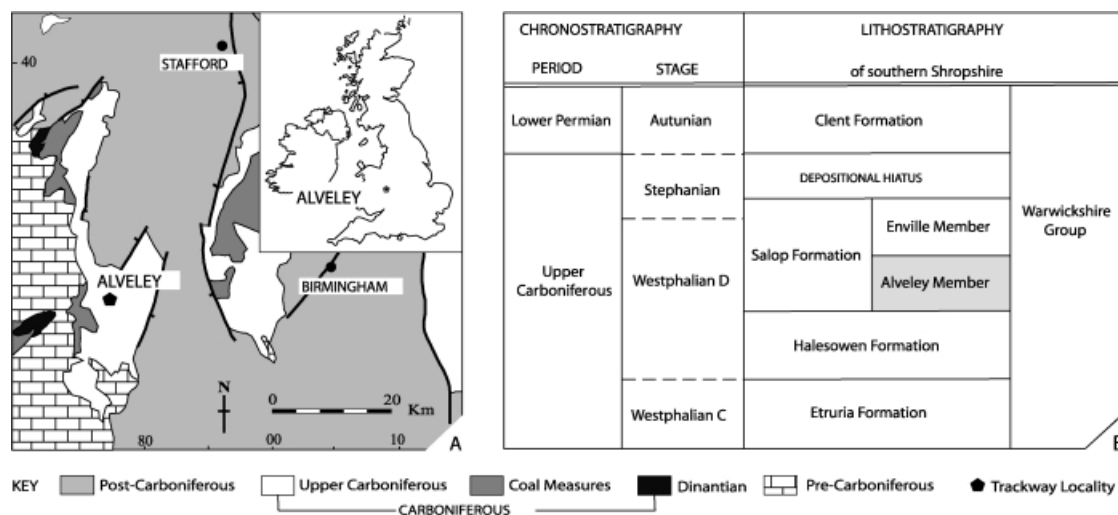 STAFFORD
40
ALVELEY
ALVELEY
BIRMINGHAM
N
0 10 20
Km
80 00 10
A
CHRONOSTRATIGRAPHY
LITHOSTRATIGRAPHY
PERIOD
STAGE
of southern Shropshire
Lower Permian
Autunian
Clent Formation
Stephanian
DEPOSITIONAL HIATUS
Warwickshire
Group
Upper
Carboniferous
Westphalian D
Salop Formation
Enville Member
Alveley Member
Halesowen Formation
Westphalian C
Etruria Formation
KEY Post-Carboniferous Upper Carboniferous Coal Measures Dinantian Pre-Carboniferous Trackway Locality
CARBONIFEROUS